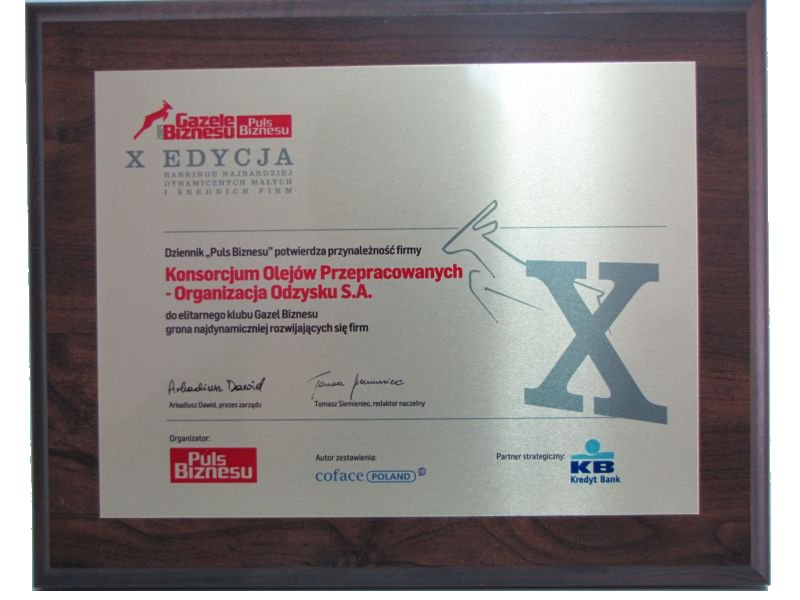 Gazele
Biznesu
Puls
Biznesu
X EDYCJA
RANKINGU NAJBARDZIEJ
DYNAMICZNYCH MAŁYCH
I ŚREDNICH FIRM
Dziennik „Puls Biznesu” potwierdza przynależność firmy
Konsorcjum Olejów Przepracowanych
- Organizacja Odzysku S.A.
do elitarnego klubu Gazel Biznesu
grona najdynamiczniej rozwijających się firm
X
Arkadiusz Dawid
Arkadiusz Dawid, prezes zarządu
Tomasz Siemieniec, redaktor naczelny
Organizator:
Puls
Biznesu
Autor zestawienia:
coface POLAND
Partner strategiczny:
KB
Kredyt Bank